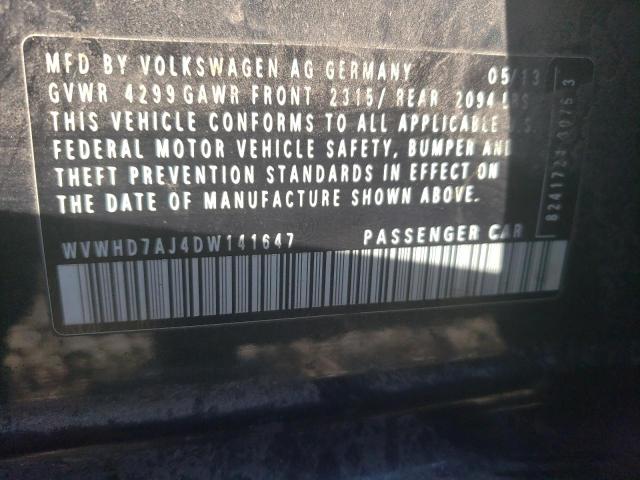 MFD BY VOLKSWAGEN AG GERMANY 05/13
GVWR 4299 GAWR FRONT 2315/ REAR 2094 LBS
THIS VEHICLE CONFORMS TO ALL APPLICABLE U.S.
FEDERAL MOTOR VEHICLE SAFETY, BUMPER AND
THEFT PREVENTION STANDARDS IN EFFECT ON
THE DATE OF MANUFACTURE SHOWN ABOVE.
WVWHD7AJ4DW141647 PASSENGER CAR